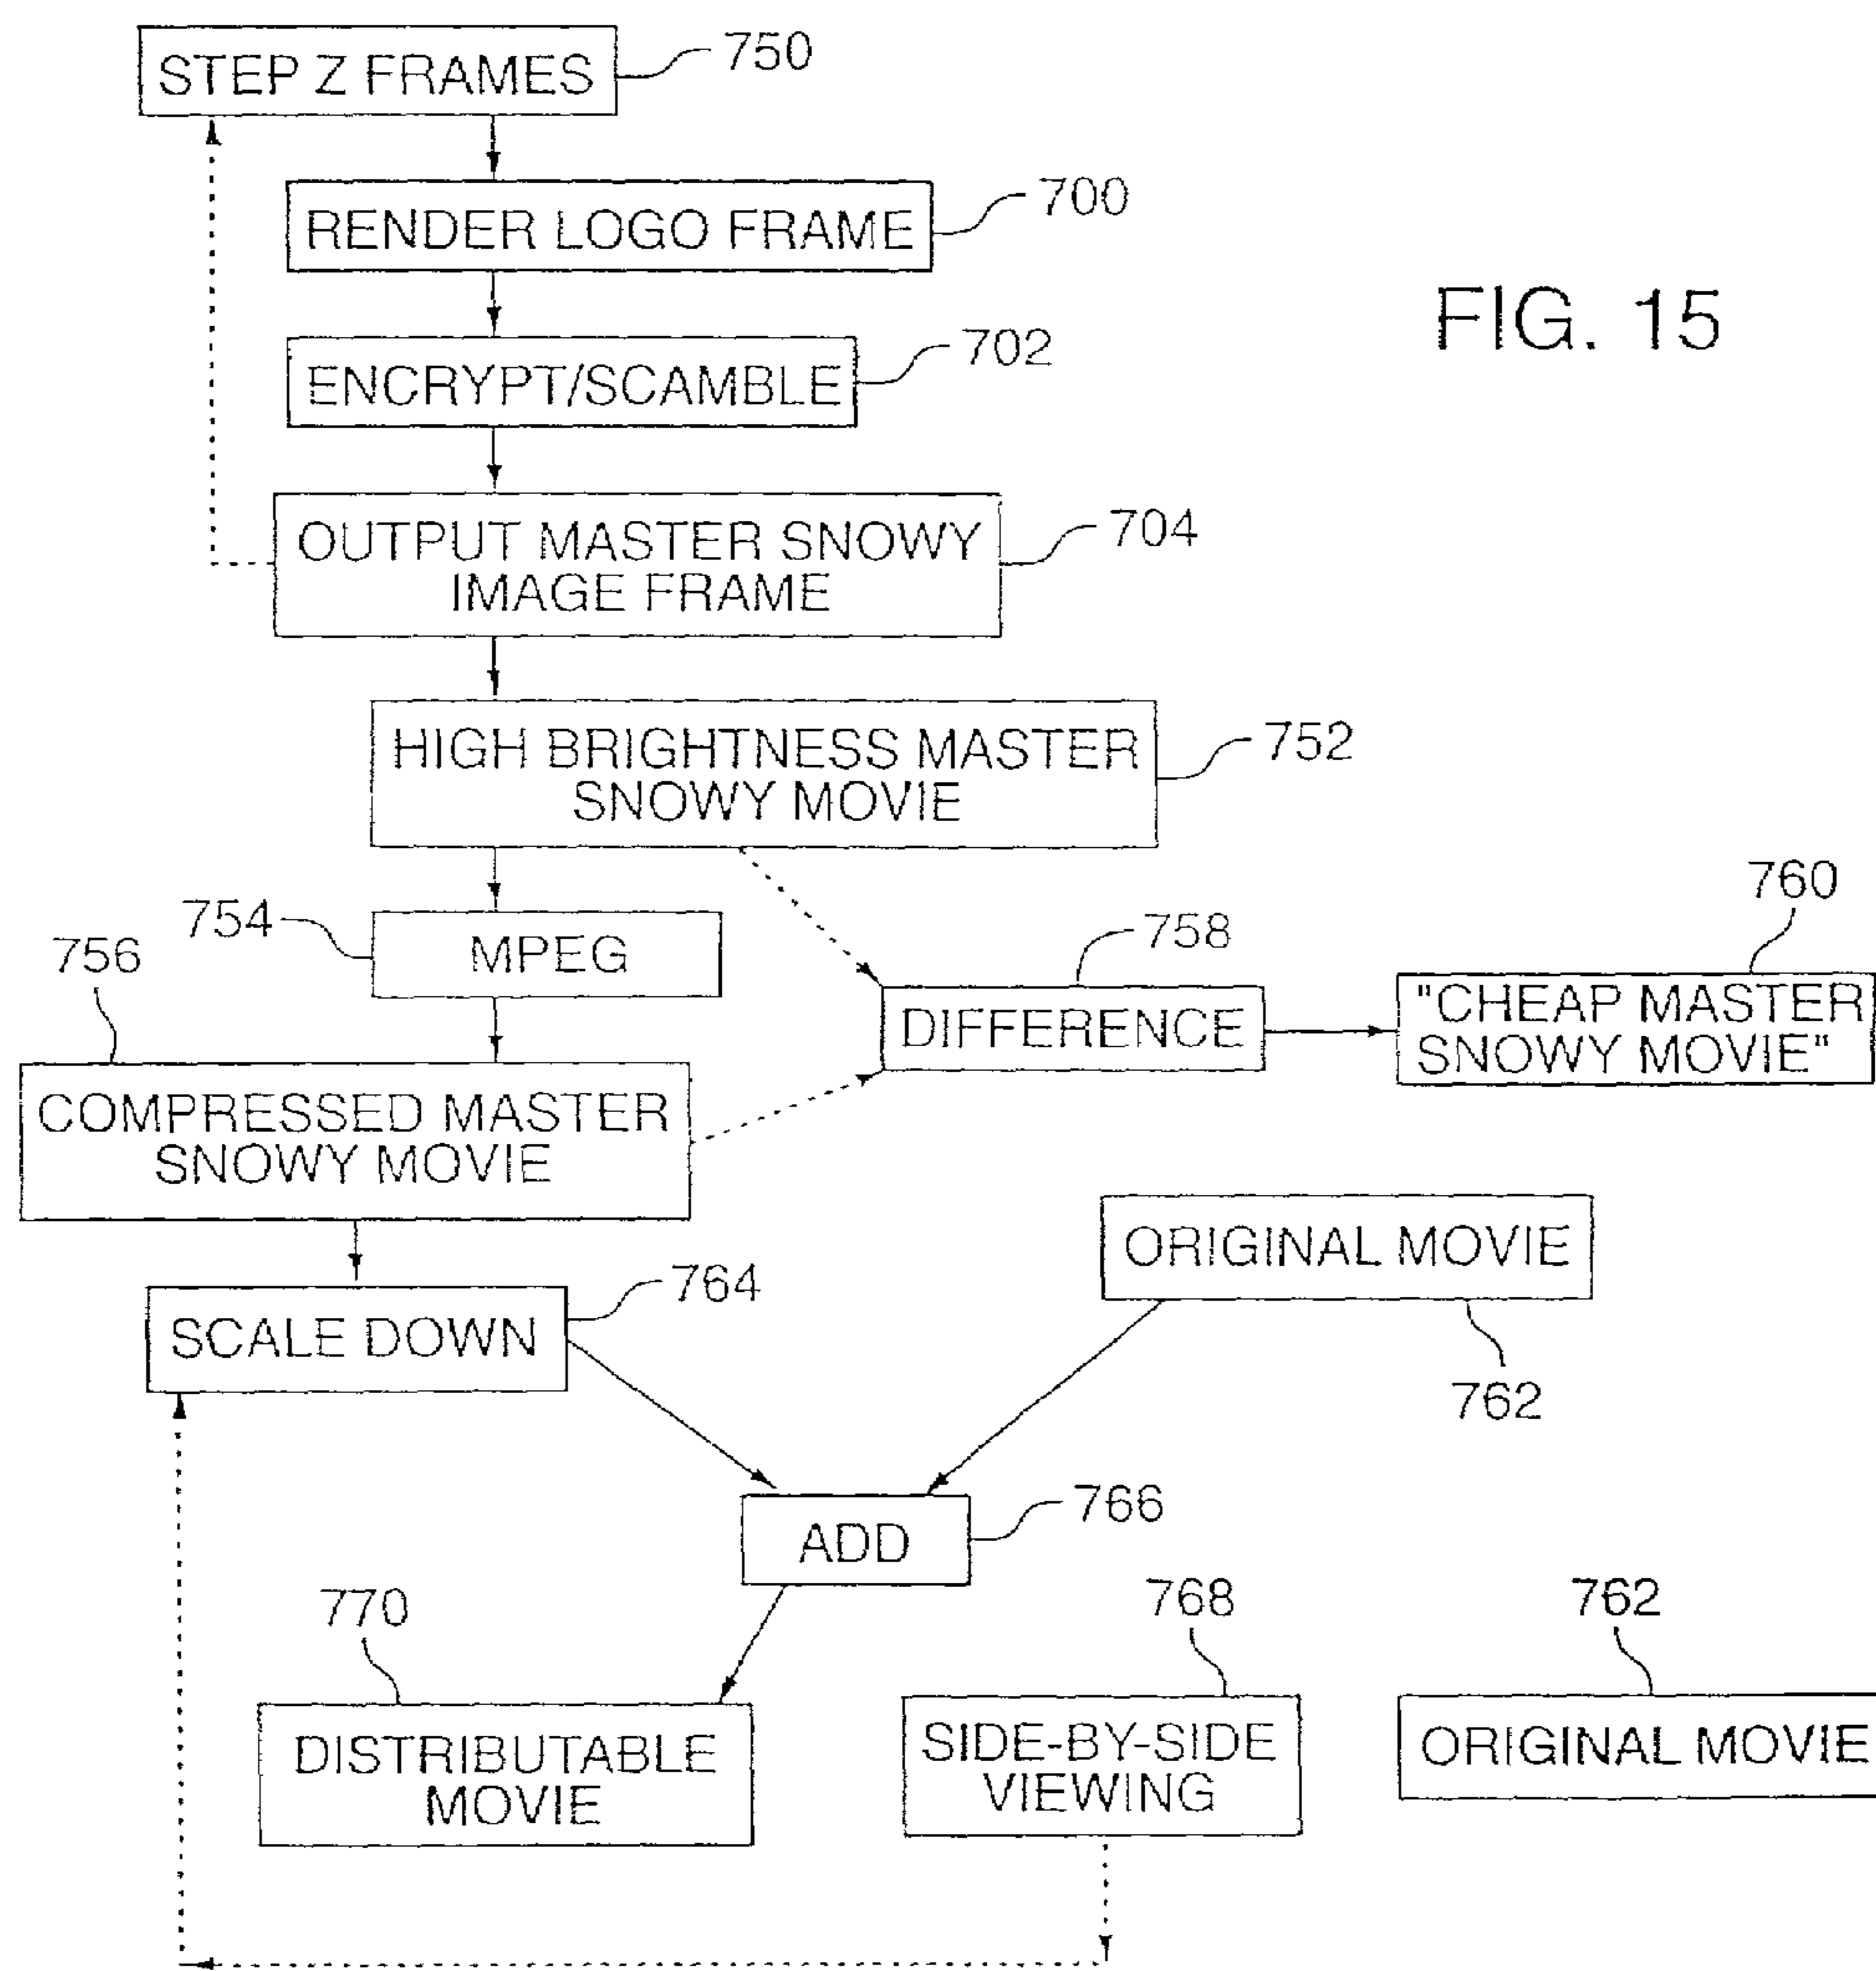 STEP Z FRAMES
750
RENDER LOGO FRAME
700
FIG. 15
ENCRYPT/SCAMBLE
702
OUTPUT MASTER SNOWY
IMAGE FRAME
704
HIGH BRIGHTNESS MASTER
SNOWY MOVIE
752
754
MPEG
756
758
760
DIFFERENCE
"CHEAP MASTER
SNOWY MOVIE"
COMPRESSED MASTER
SNOWY MOVIE
ORIGINAL MOVIE
762
SCALE DOWN
764
ADD
766
770
768
762
DISTRIBUTABLE
MOVIE
SIDE-BY-SIDE
VIEWING
ORIGINAL MOVIE